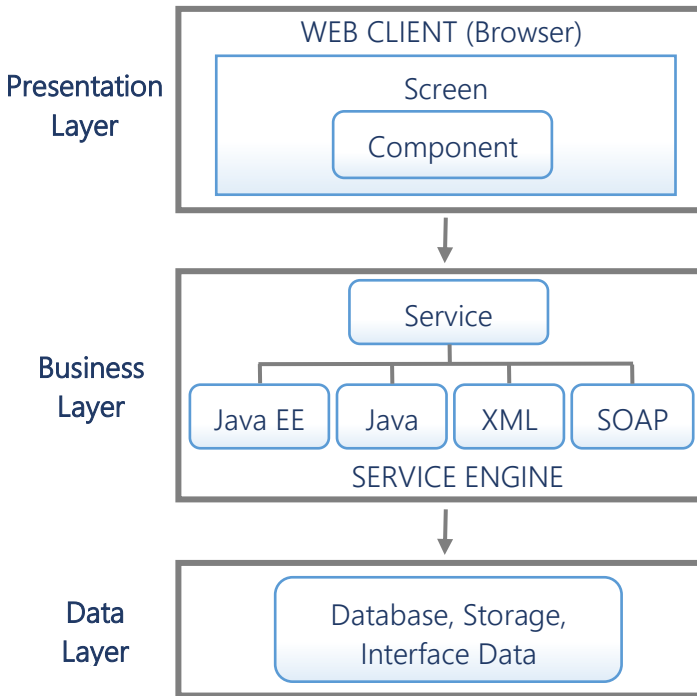 WEB CLIENT (Browser)
Presentation
Layer
Screen
Component
Business
Layer
Service
Java EE
Java
XML
SOAP
SERVICE ENGINE
Data
Layer
Database, Storage,
Interface Data